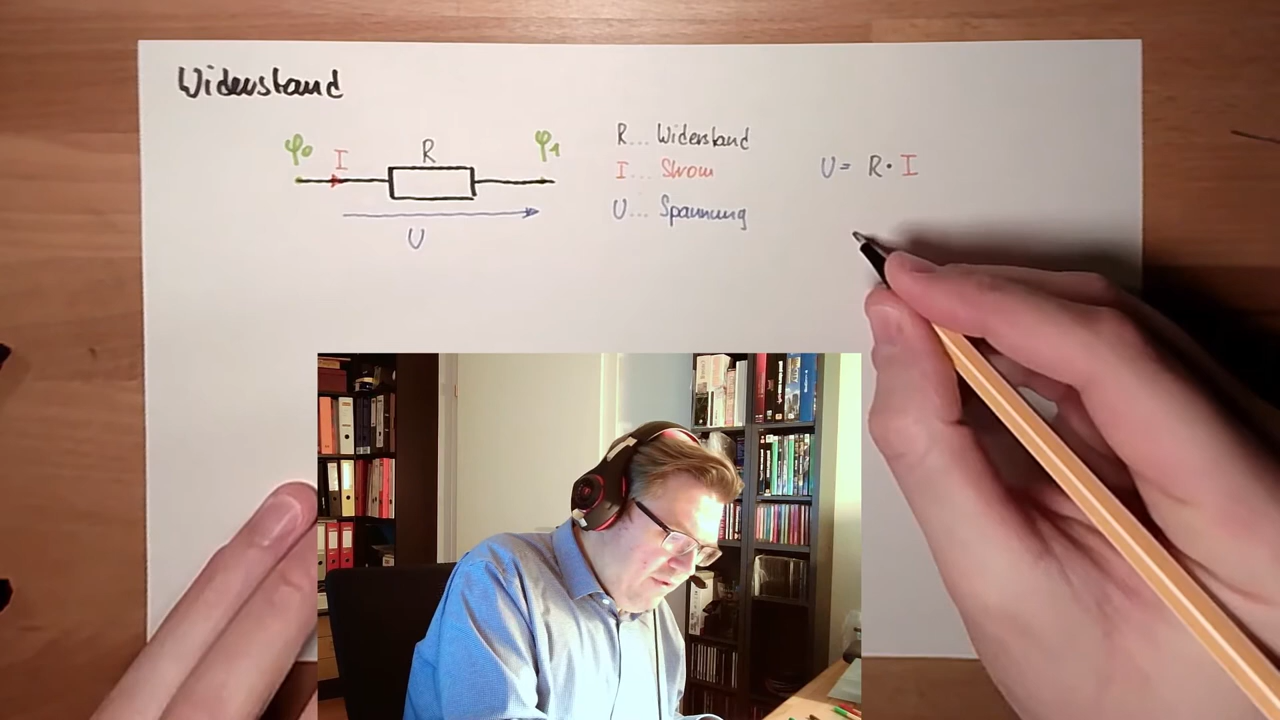 Widerstand
φ0 I R φ1
U
R... Widerstand
I... Strom
U... Spannung
U = R · I